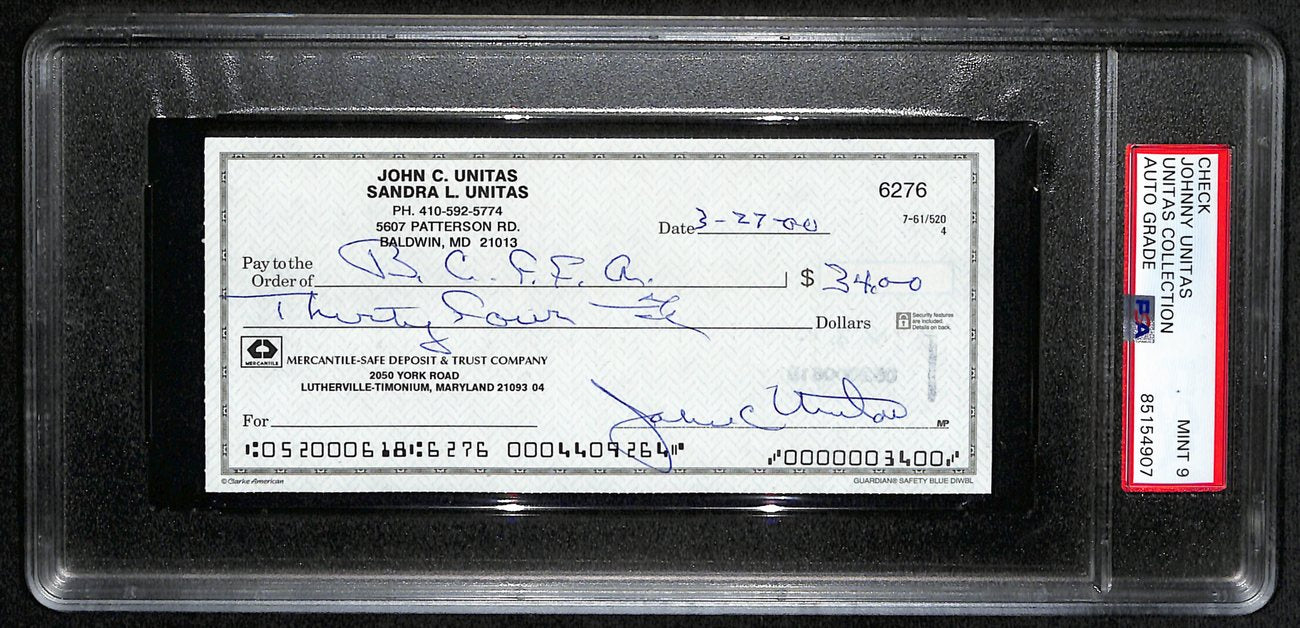 JOHN C. UNITAS
SANDRA L. UNITAS
PH. 410-592-5774
5607 PATTERSON RD.
BALDWIN, MD 21013
6276
7-61/520
4
Date 3-27-00
Pay to the
Order of B. C. F. E. A.
$ 34.00
Thirty Four
Dollars
Security features
are included.
Details on back.
MERCANTILE
MERCANTILE-SAFE DEPOSIT & TRUST COMPANY
2050 YORK ROAD
LUTHERVILLE-TIMONIUM, MARYLAND 21093 04
For
John C Unitas
MP
⑆052000618⑆6276 0004409264⑈ ⑈0000003400⑈
© Clarke American
GUARDIAN® SAFETY BLUE DIWBL
CHECK
JOHNNY UNITAS
UNITAS COLLECTION
AUTO GRADE
MINT 9
85154907
PSA